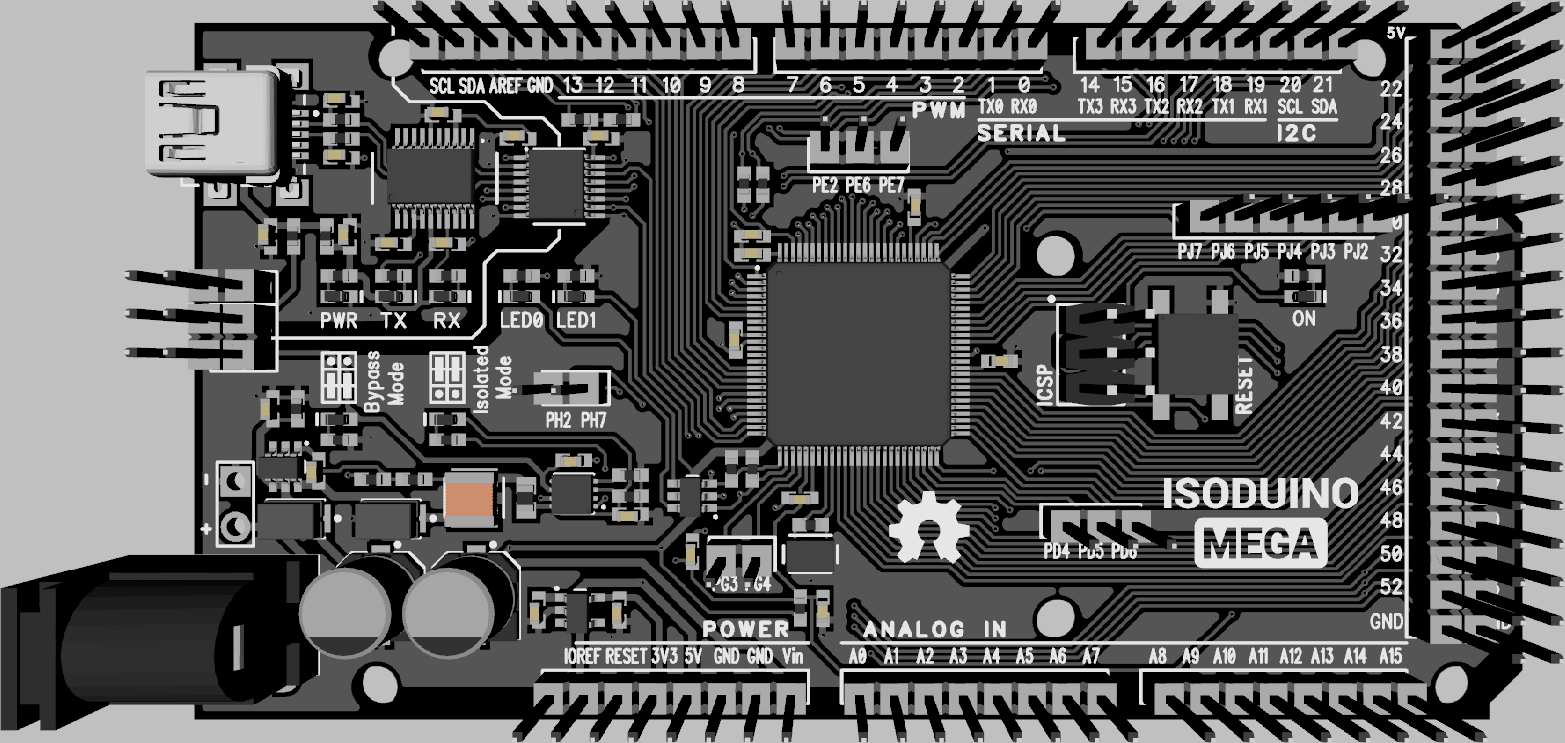 5V
SCL SDA AREF GND 13 12 11 10 9 8 7 6 5 4 3 2 1 0 14 15 16 17 18 19 20 21
22
PWM TX0 RX0 TX3 RX3 TX2 RX2 TX1 RX1 SCL SDA
SERIAL I2C
24
26
PE2 PE6 PE7
28
PJ7 PJ6 PJ5 PJ4 PJ3 PJ2
32
34
PWR TX RX LED0 LED1
ON
36
38
Bypass
Mode
Isolated
Mode
ICSP
RESET
40
PH2 PH7
42
44
-
46
ISODUINO
+
48
MEGA
PD4 PD5 PD6
50
G3 G4
52
GND
POWER ANALOG IN
IOREF RESET 3V3 5V GND GND Vin A0 A1 A2 A3 A4 A5 A6 A7 A8 A9 A10 A11 A12 A13 A14 A15